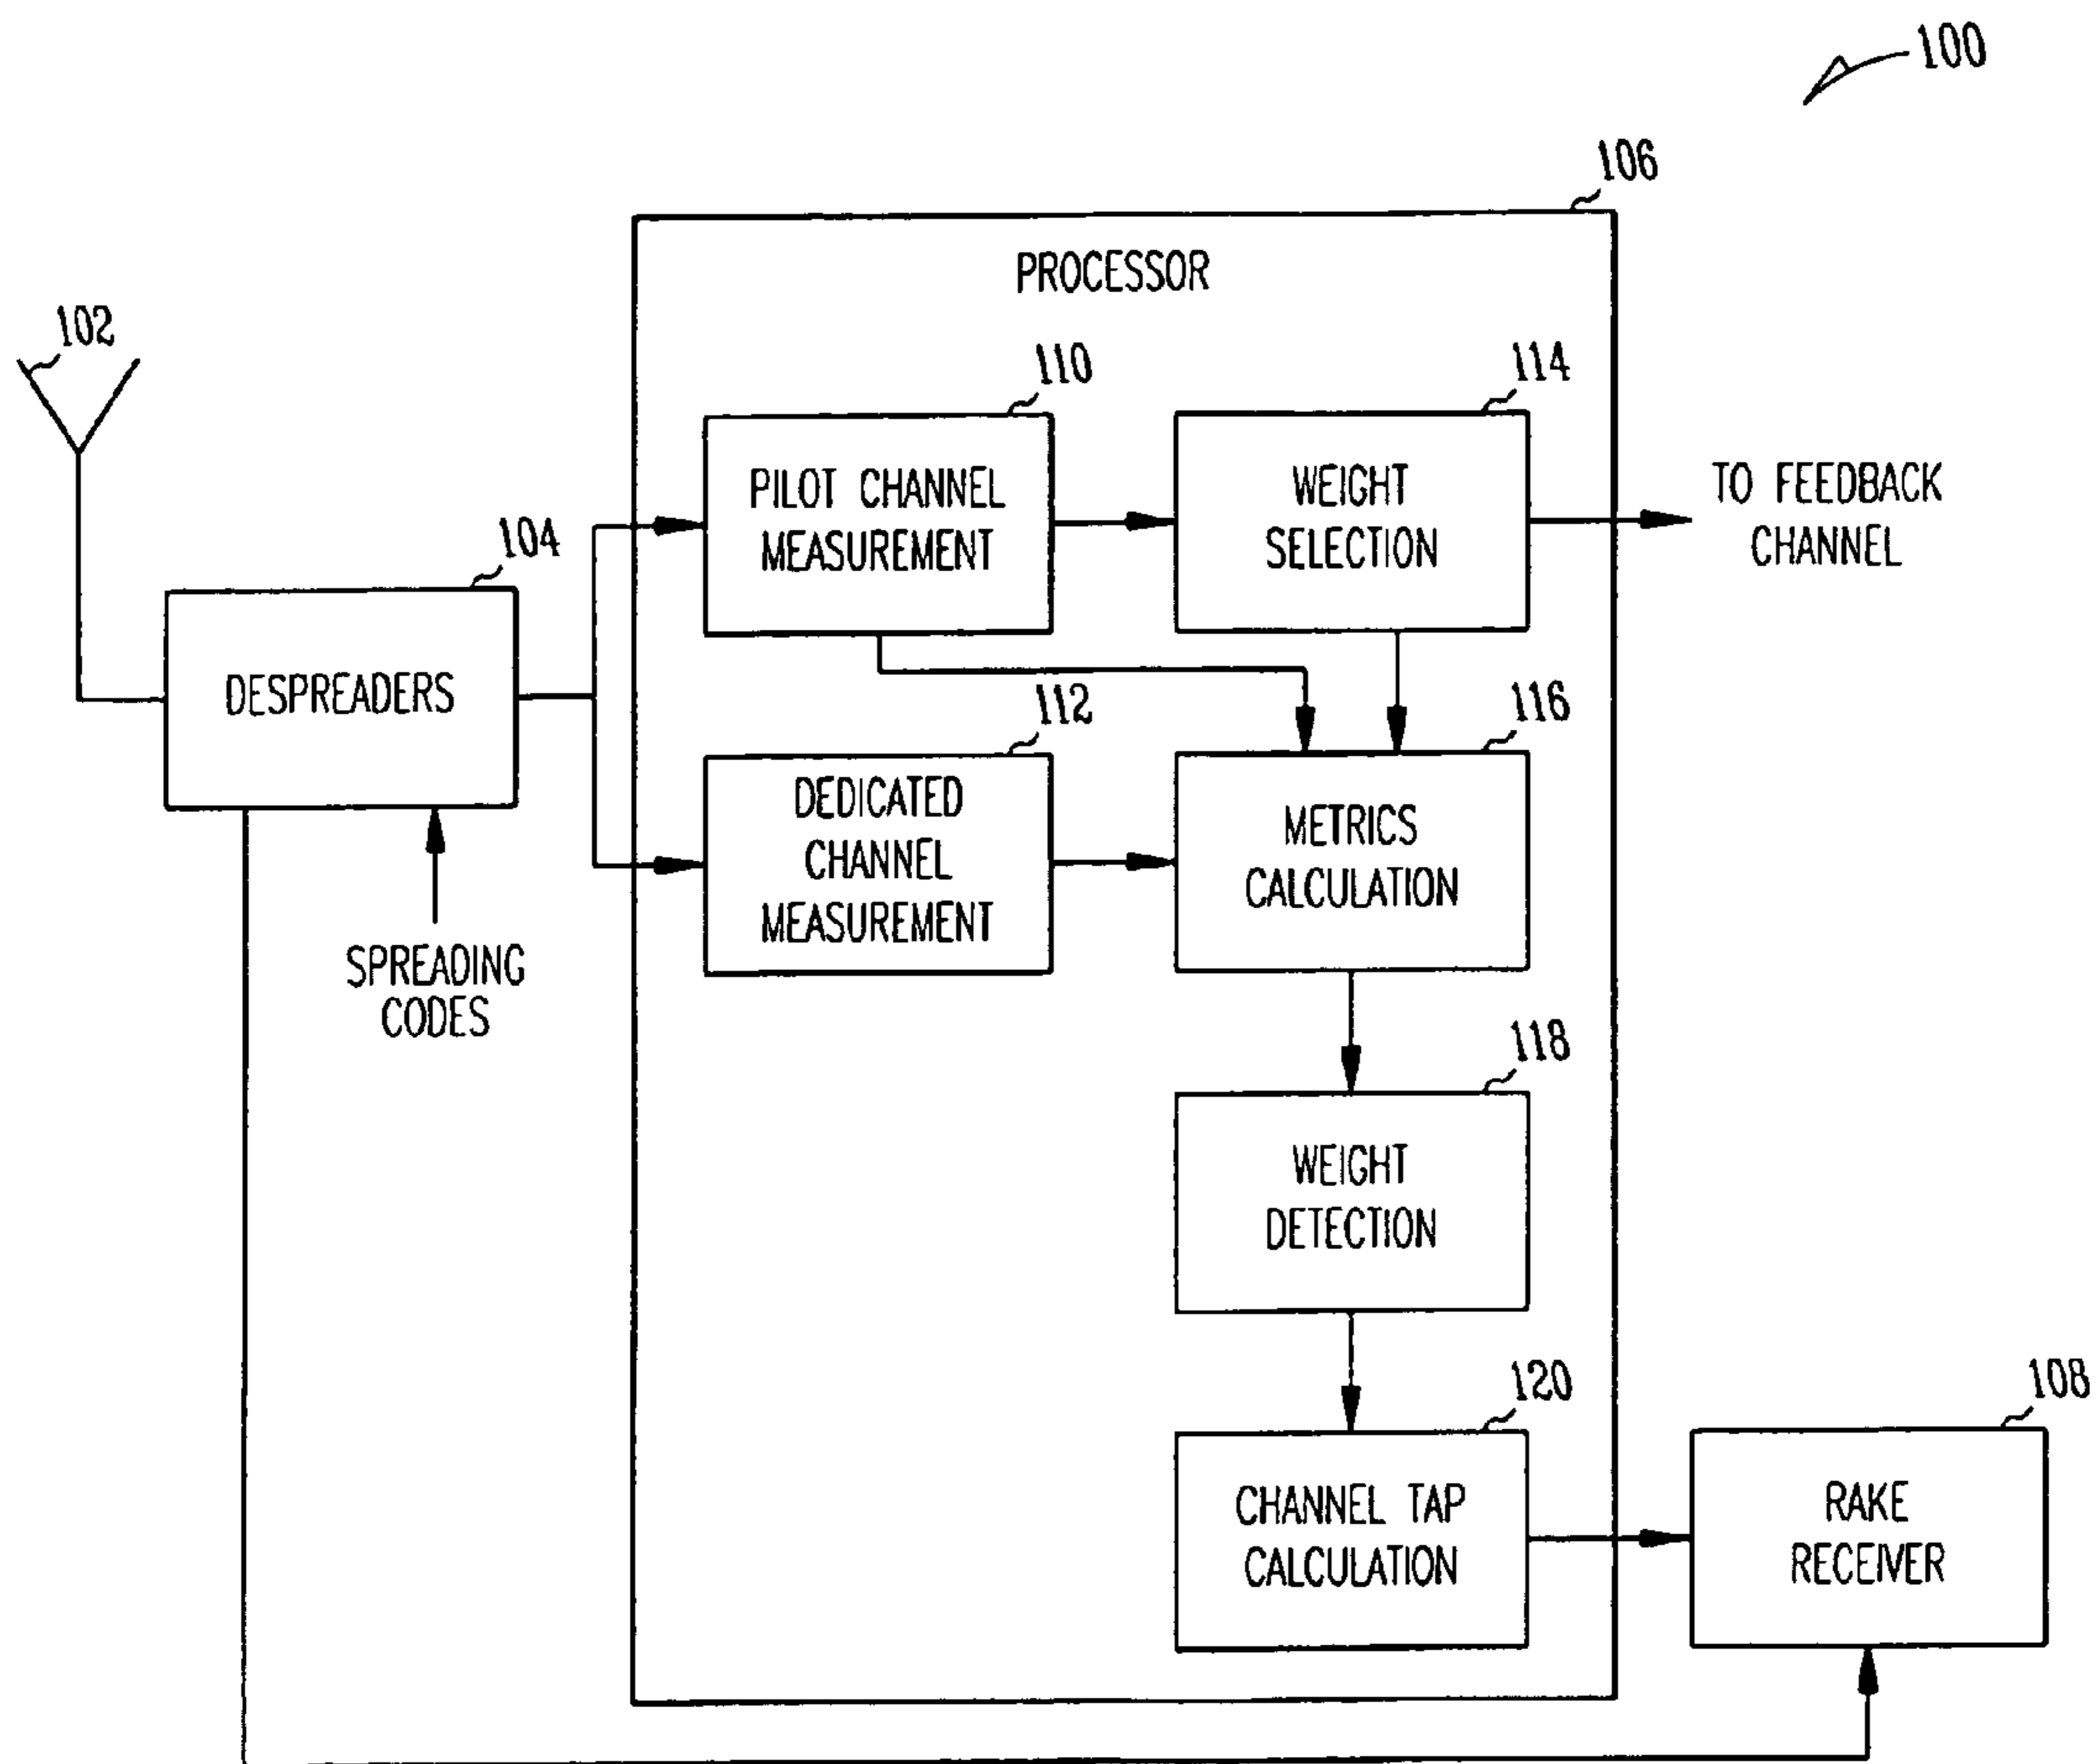 100
106
PROCESSOR
102
110
114
PILOT CHANNEL
MEASUREMENT
WEIGHT
SELECTION
TO FEEDBACK
CHANNEL
104
DESPREADERS
SPREADING
CODES
112
DEDICATED
CHANNEL
MEASUREMENT
116
METRICS
CALCULATION
118
WEIGHT
DETECTION
120
CHANNEL TAP
CALCULATION
108
RAKE
RECEIVER